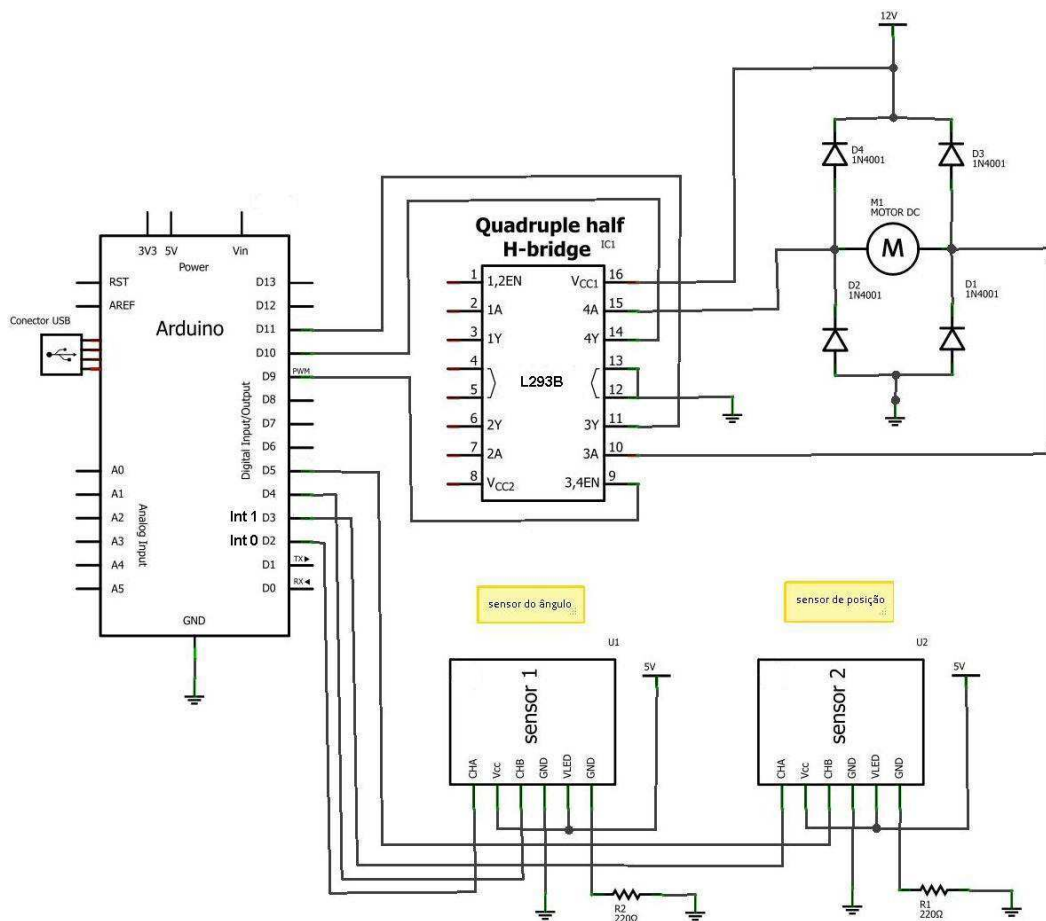 12V
D4
1N4001
D3
1N4001
M1
MOTOR DC
M
D2
1N4001
D1
1N4001
Quadruple half
H-bridge
IC1
1 1,2EN
2 1A
3 1Y
4
5
6 2Y
7 2A
8 VCC2
L293B
VCC1 16
4A 15
4Y 14
13
12
3Y 11
3A 10
3,4EN 9
3V3 5V Vin
Power
RST
AREF
Arduino
Conector USB
D13
D12
D11
D10
D9 PWM
D8
D7
D6
D5
D4
Int 1 D3
Int 0 D2
D1 TX
D0 RX
Digital Input/Output
A0
A1
A2
A3
A4
A5
Analog Input
GND
sensor do ângulo
sensor de posição
U1
sensor 1
5V
CHA
Vcc
CHB
GND
VLED
GND
R2
220Ω
U2
sensor 2
5V
CHA
Vcc
CHB
GND
VLED
GND
R1
220Ω